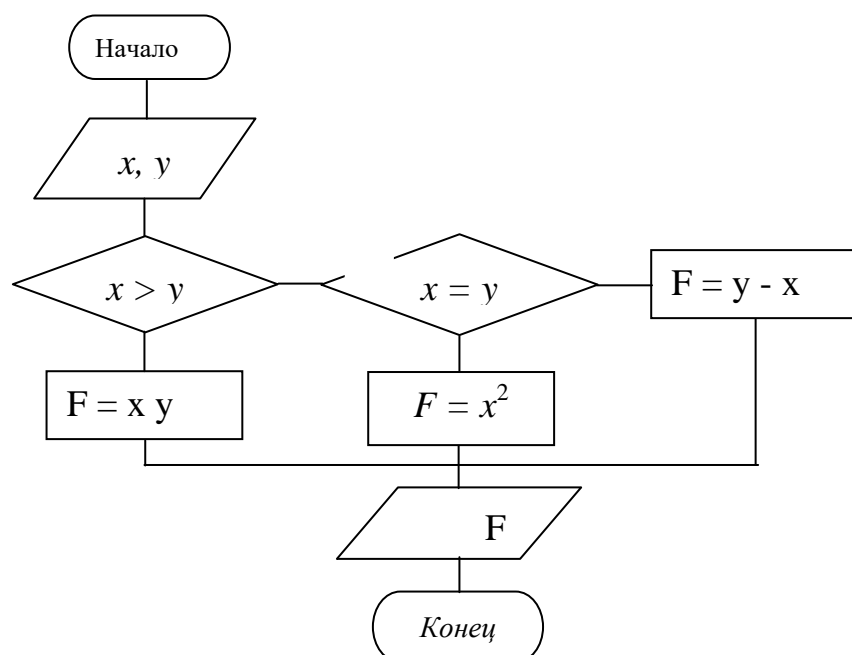 Начало
x, y
x > y
x = y
F = y - x
F = x y
F = x²
F
Конец